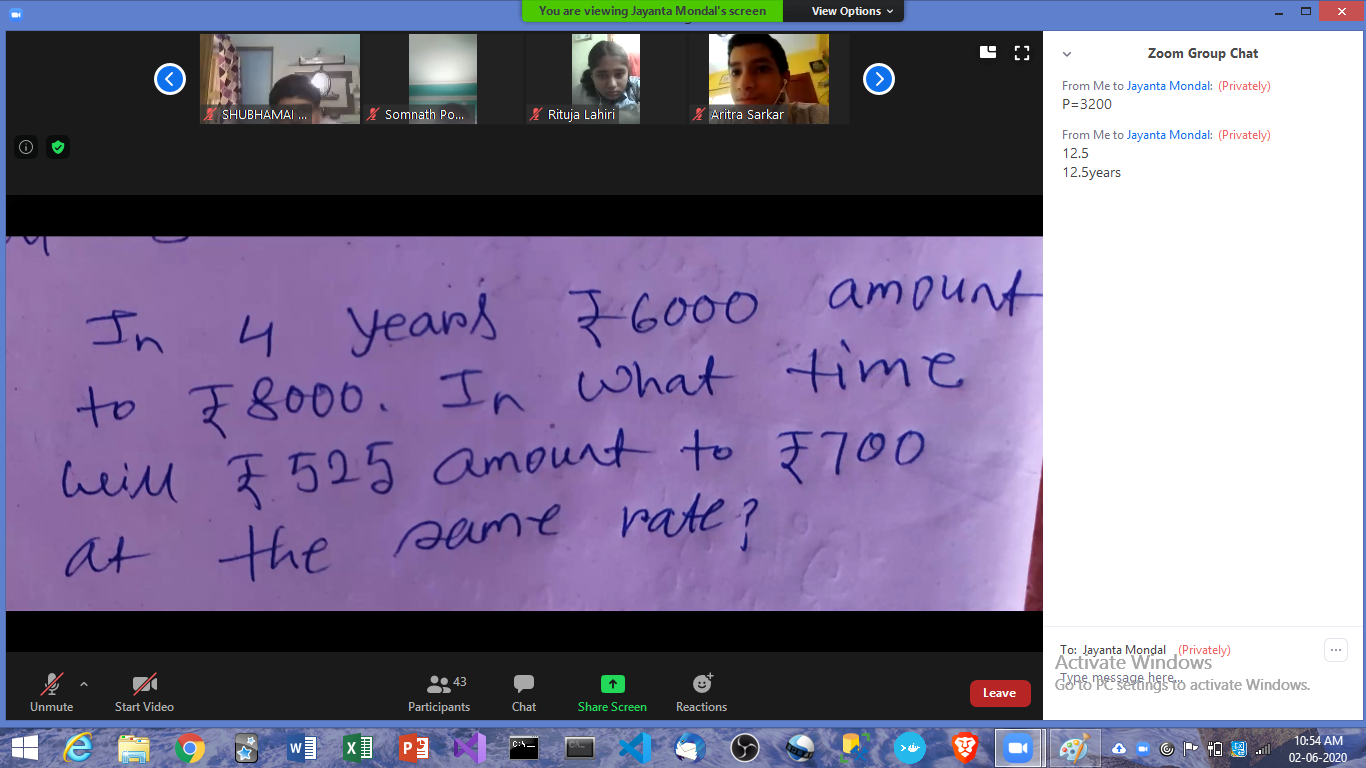 You are viewing Jayanta Mondal's screen
View Options
SHUBHAMAI ...
Somnath Po...
Rituja Lahiri
Aritra Sarkar
In 4 years ₹6000 amount
to ₹8000. In what time
will ₹525 amount to ₹700
at the same rate?
Unmute
Start Video
43
Participants
Chat
Share Screen
Reactions
Leave
Zoom Group Chat
From Me to Jayanta Mondal: (Privately)
P=3200
From Me to Jayanta Mondal: (Privately)
12.5
12.5years
To: Jayanta Mondal (Privately)
Type message here...
Activate Windows
Go to PC settings to activate Windows.
10:54 AM
02-06-2020